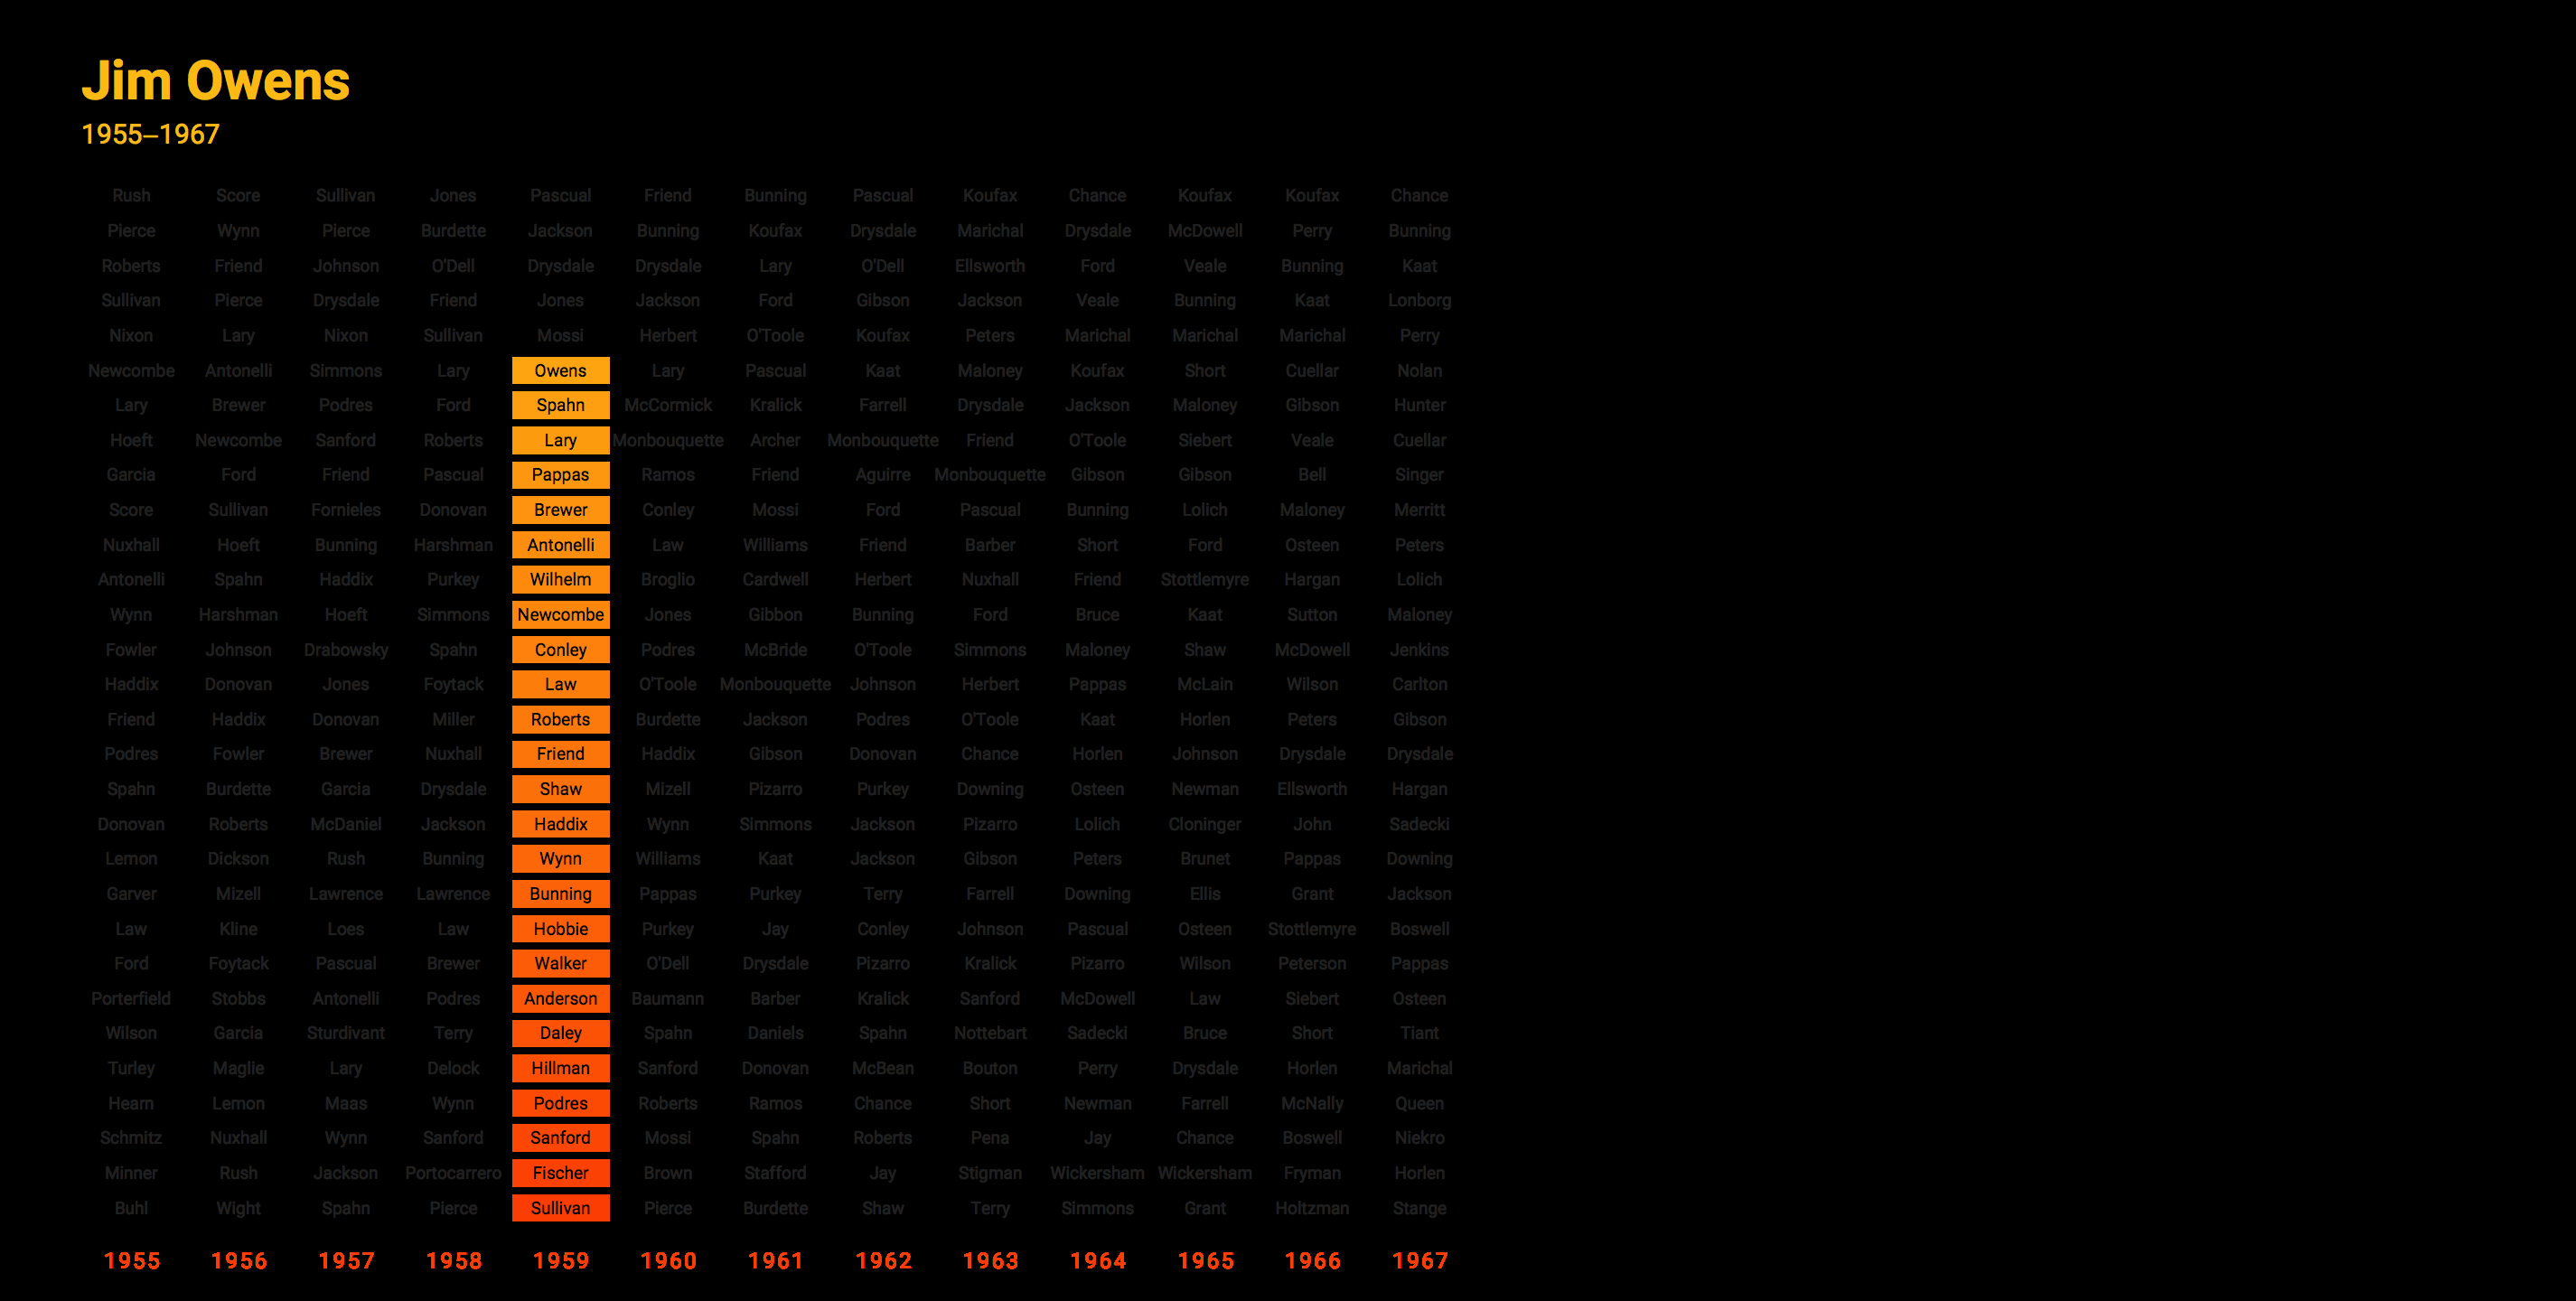 Jim Owens
1955–1967
Rush Score Sullivan Jones Pascual Friend Bunning Pascual Koufax Chance Koufax Koufax Chance
Pierce Wynn Pierce Burdette Jackson Bunning Koufax Drysdale Marichal Drysdale McDowell Perry Bunning
Roberts Friend Johnson O'Dell Drysdale Drysdale Lary O'Dell Ellsworth Ford Veale Bunning Kaat
Sullivan Pierce Drysdale Friend Jones Jackson Ford Gibson Jackson Veale Bunning Kaat Lonborg
Nixon Lary Nixon Sullivan Mossi Herbert O'Toole Koufax Peters Marichal Marichal Marichal Perry
Newcombe Antonelli Simmons Lary Owens Lary Pascual Kaat Maloney Koufax Short Cuellar Nolan
Lary Brewer Podres Ford Spahn McCormick Kralick Farrell Drysdale Jackson Maloney Gibson Hunter
Hoeft Newcombe Sanford Roberts Lary Monbouquette Archer Monbouquette Friend O'Toole Siebert Veale Cuellar
Garcia Ford Friend Pascual Pappas Ramos Friend Aguirre Monbouquette Gibson Gibson Bell Singer
Score Sullivan Fornieles Donovan Brewer Conley Mossi Ford Pascual Bunning Lolich Maloney Merritt
Nuxhall Hoeft Bunning Harshman Antonelli Law Williams Friend Barber Short Ford Osteen Peters
Antonelli Spahn Haddix Purkey Wilhelm Broglio Cardwell Herbert Nuxhall Friend Stottlemyre Hargan Lolich
Wynn Harshman Hoeft Simmons Newcombe Jones Gibbon Bunning Ford Bruce Kaat Sutton Maloney
Fowler Johnson Drabowsky Spahn Conley Podres McBride O'Toole Simmons Maloney Shaw McDowell Jenkins
Haddix Donovan Jones Foytack Law O'Toole Monbouquette Johnson Herbert Pappas McLain Wilson Carlton
Friend Haddix Donovan Miller Roberts Burdette Jackson Podres O'Toole Kaat Horlen Peters Gibson
Podres Fowler Brewer Nuxhall Friend Haddix Gibson Donovan Chance Horlen Johnson Drysdale Drysdale
Spahn Burdette Garcia Drysdale Shaw Mizell Pizarro Purkey Downing Osteen Newman Ellsworth Hargan
Donovan Roberts McDaniel Jackson Haddix Wynn Simmons Jackson Pizarro Lolich Cloninger John Sadecki
Lemon Dickson Rush Bunning Wynn Williams Kaat Jackson Gibson Peters Brunet Pappas Downing
Garver Mizell Lawrence Lawrence Bunning Pappas Purkey Terry Farrell Downing Ellis Grant Jackson
Law Kline Loes Law Hobbie Purkey Jay Conley Johnson Pascual Osteen Stottlemyre Boswell
Ford Foytack Pascual Brewer Walker O'Dell Drysdale Pizarro Kralick Pizarro Wilson Peterson Pappas
Porterfield Stobbs Antonelli Podres Anderson Baumann Barber Kralick Sanford McDowell Law Siebert Osteen
Wilson Garcia Sturdivant Terry Daley Spahn Daniels Spahn Nottebart Sadecki Bruce Short Tiant
Turley Maglie Lary Delock Hillman Sanford Donovan McBean Bouton Perry Drysdale Horlen Marichal
Hearn Lemon Maas Wynn Podres Roberts Ramos Chance Short Newman Farrell McNally Queen
Schmitz Nuxhall Wynn Sanford Sanford Mossi Spahn Roberts Pena Jay Chance Boswell Niekro
Minner Rush Jackson Portocarrero Fischer Brown Stafford Jay Stigman Wickersham Wickersham Fryman Horlen
Buhl Wight Spahn Pierce Sullivan Pierce Burdette Shaw Terry Simmons Grant Holtzman Stange
1955 1956 1957 1958 1959 1960 1961 1962 1963 1964 1965 1966 1967